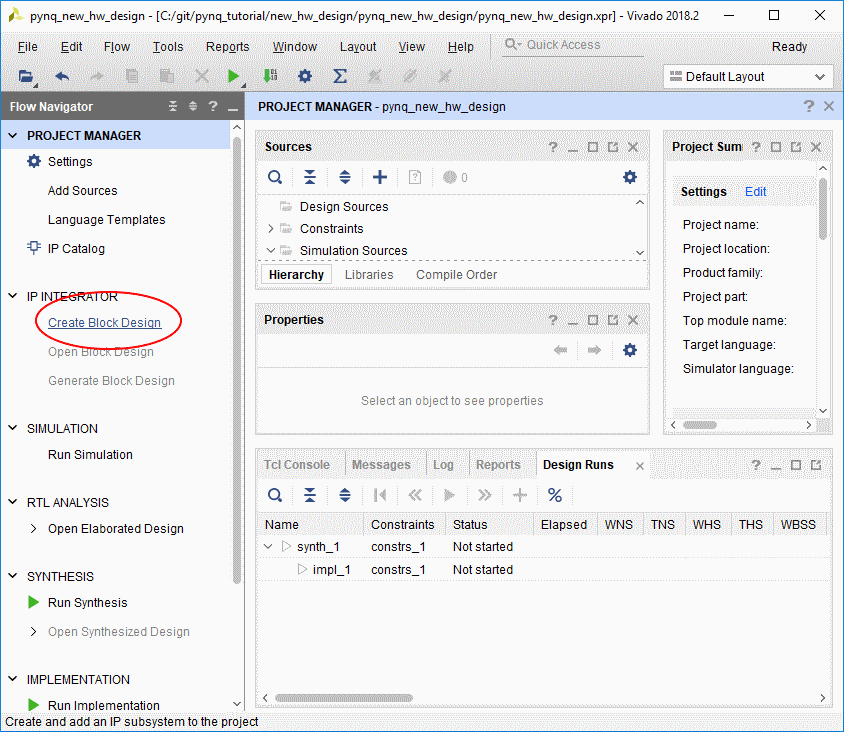 pynq_new_hw_design - [C:/git/pynq_tutorial/new_hw_design/pynq_new_hw_design/pynq_new_hw_design.xpr] - Vivado 2018.2
File Edit Flow Tools Reports Window Layout View Help Quick Access Ready
Default Layout
Flow Navigator
PROJECT MANAGER
Settings
Add Sources
Language Templates
IP Catalog
IP INTEGRATOR
Create Block Design
Open Block Design
Generate Block Design
SIMULATION
Run Simulation
RTL ANALYSIS
Open Elaborated Design
SYNTHESIS
Run Synthesis
Open Synthesized Design
IMPLEMENTATION
Run Implementation
PROJECT MANAGER - pynq_new_hw_design
Sources
0
Design Sources
Constraints
Simulation Sources
Hierarchy Libraries Compile Order
Properties
Select an object to see properties
Project Sum
Settings Edit
Project name:
Project location:
Product family:
Project part:
Top module name:
Target language:
Simulator language:
Tcl Console Messages Log Reports Design Runs
Name Constraints Status Elapsed WNS TNS WHS THS WBSS
synth_1 constrs_1 Not started
impl_1 constrs_1 Not started
Create and add an IP subsystem to the project